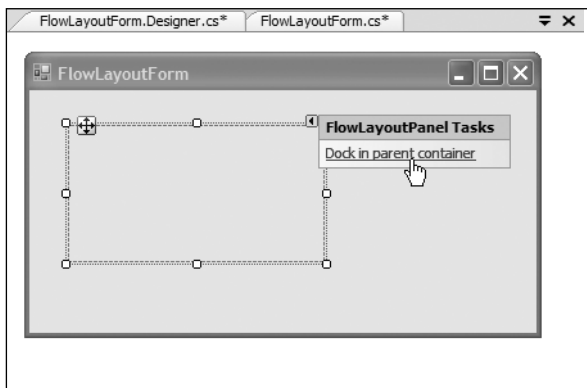 FlowLayoutForm.Designer.cs* FlowLayoutForm.cs*
FlowLayoutForm
FlowLayoutPanel Tasks
Dock in parent container